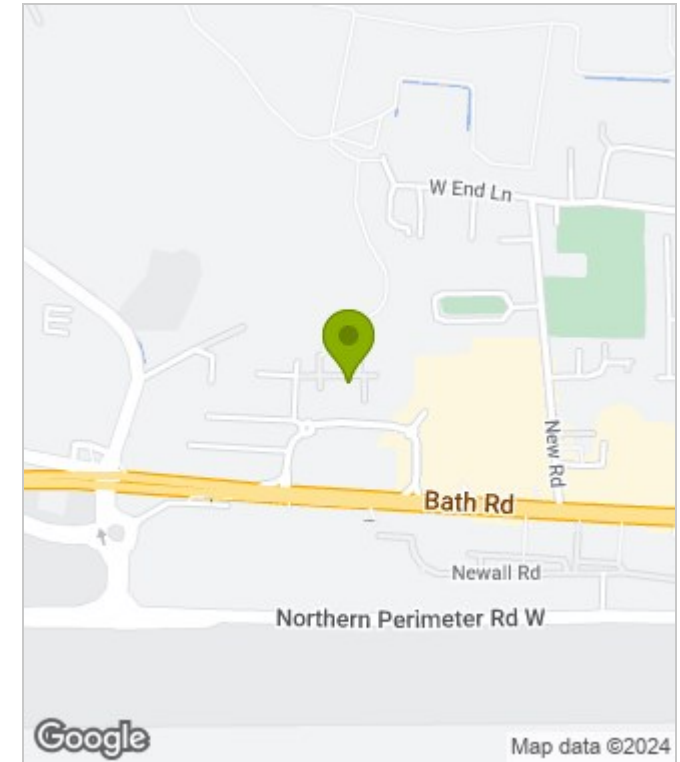 W End Ln
E
New Rd
Bath Rd
Newall Rd
Northern Perimeter Rd W
Google
Map data ©2024